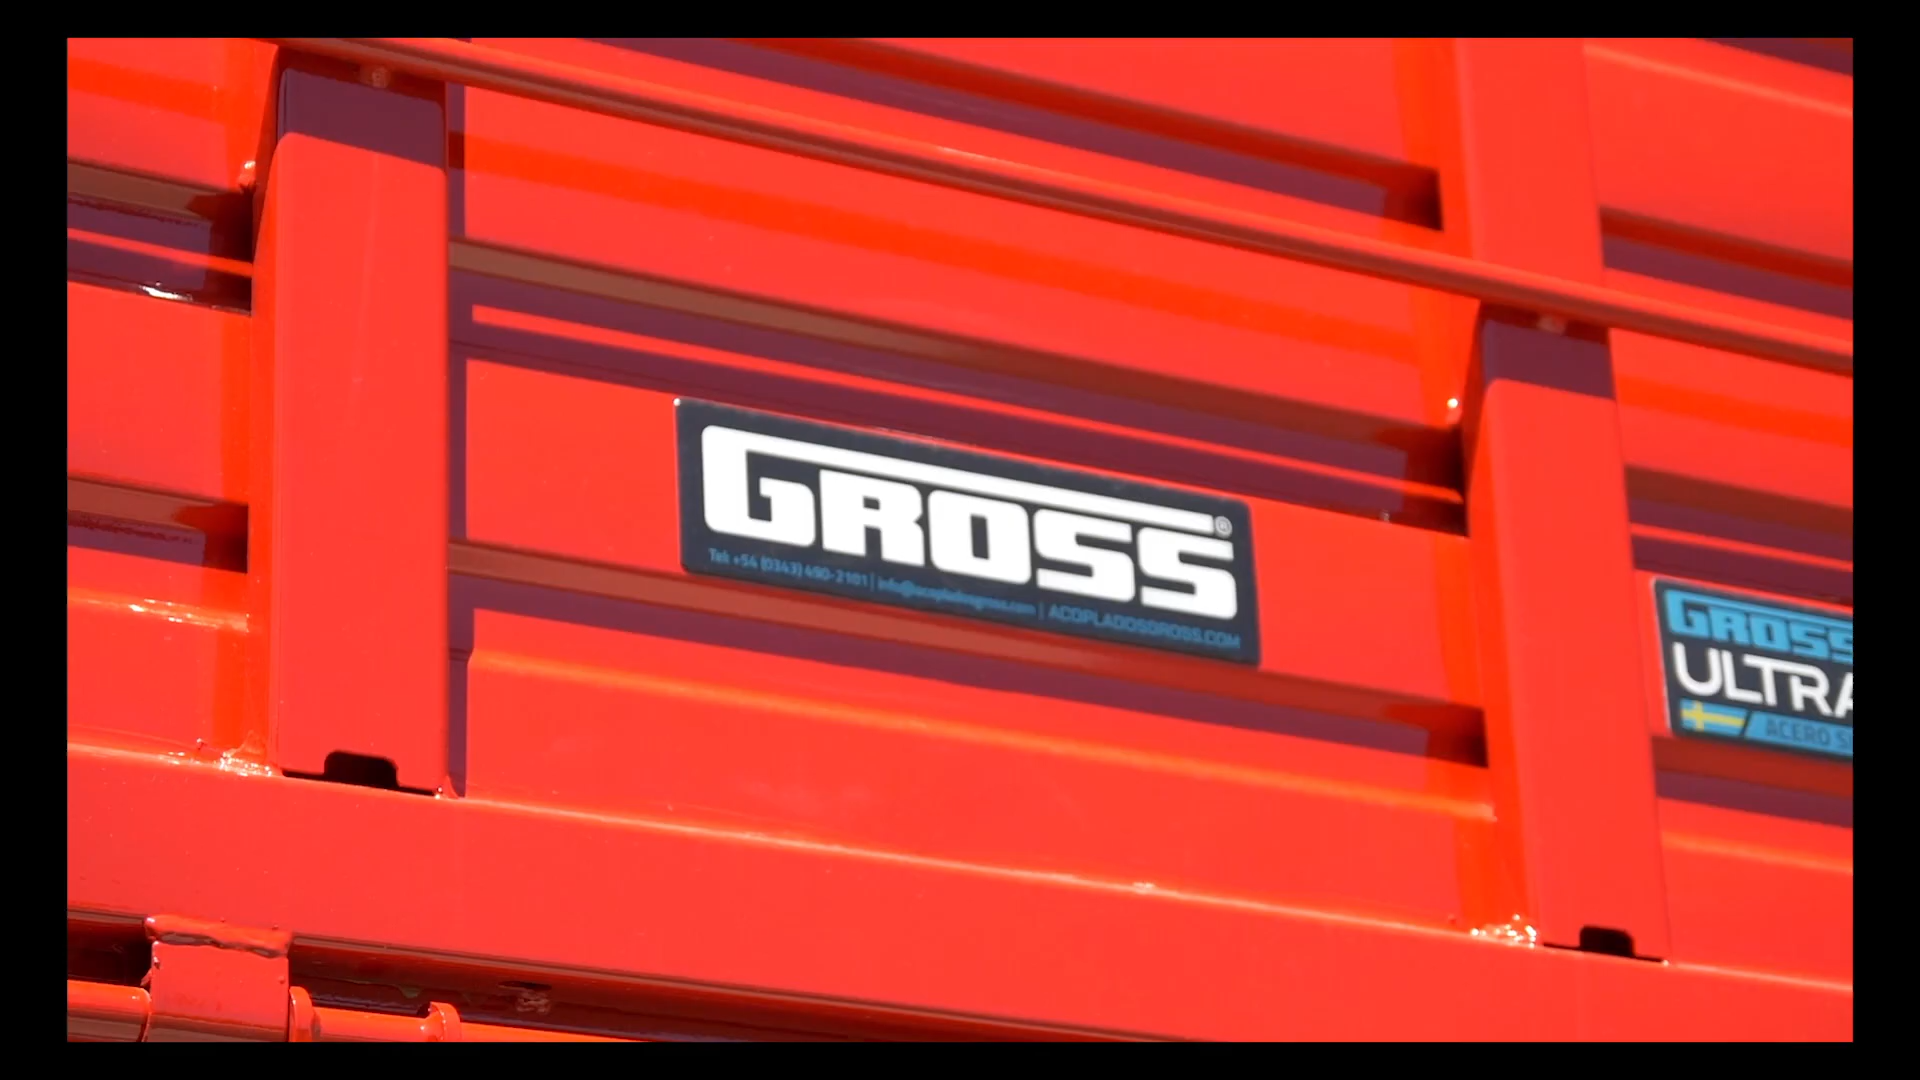 GROSS®
Tel: +54 (0343) 490-2101 | info@acopladosgross.com | ACOPLADOSGROSS.COM
GROSS
ULTRA
ACERO